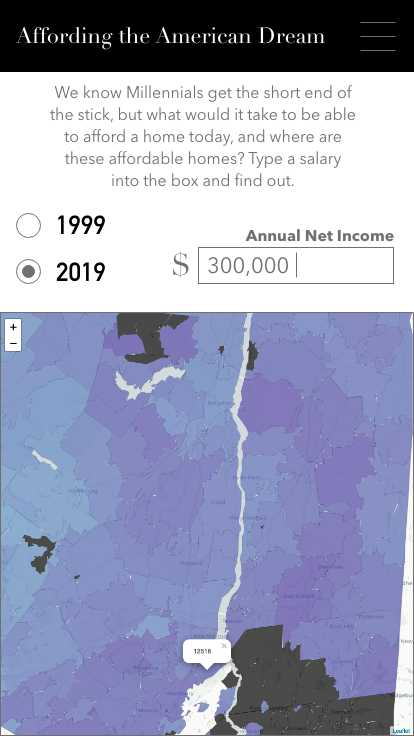 Affording the American Dream
We know Millennials get the short end of
the stick, but what would it take to be able
to afford a home today, and where are
these affordable homes? Type a salary
into the box and find out.
1999
Annual Net Income
2019
$ 300,000
+
−
12518
×
Leaflet